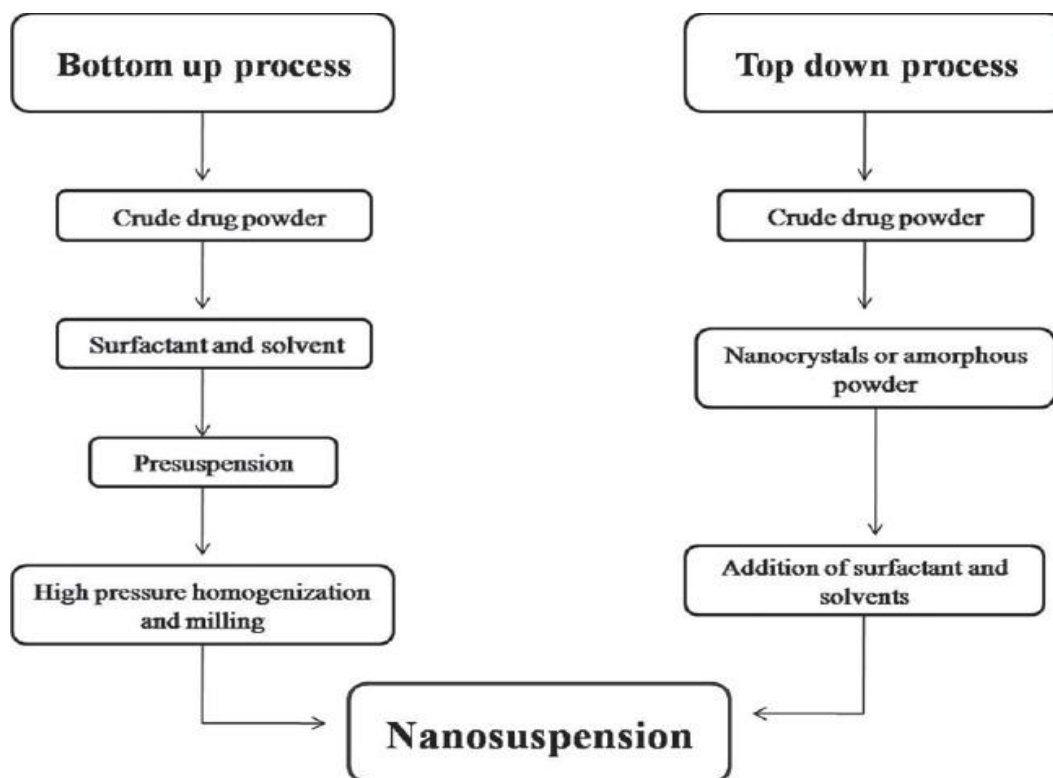 Bottom up process
Crude drug powder
Surfactant and solvent
Presuspension
High pressure homogenization
and milling
Top down process
Crude drug powder
Nanocrystals or amorphous
powder
Addition of surfactant and
solvents
Nanosuspension